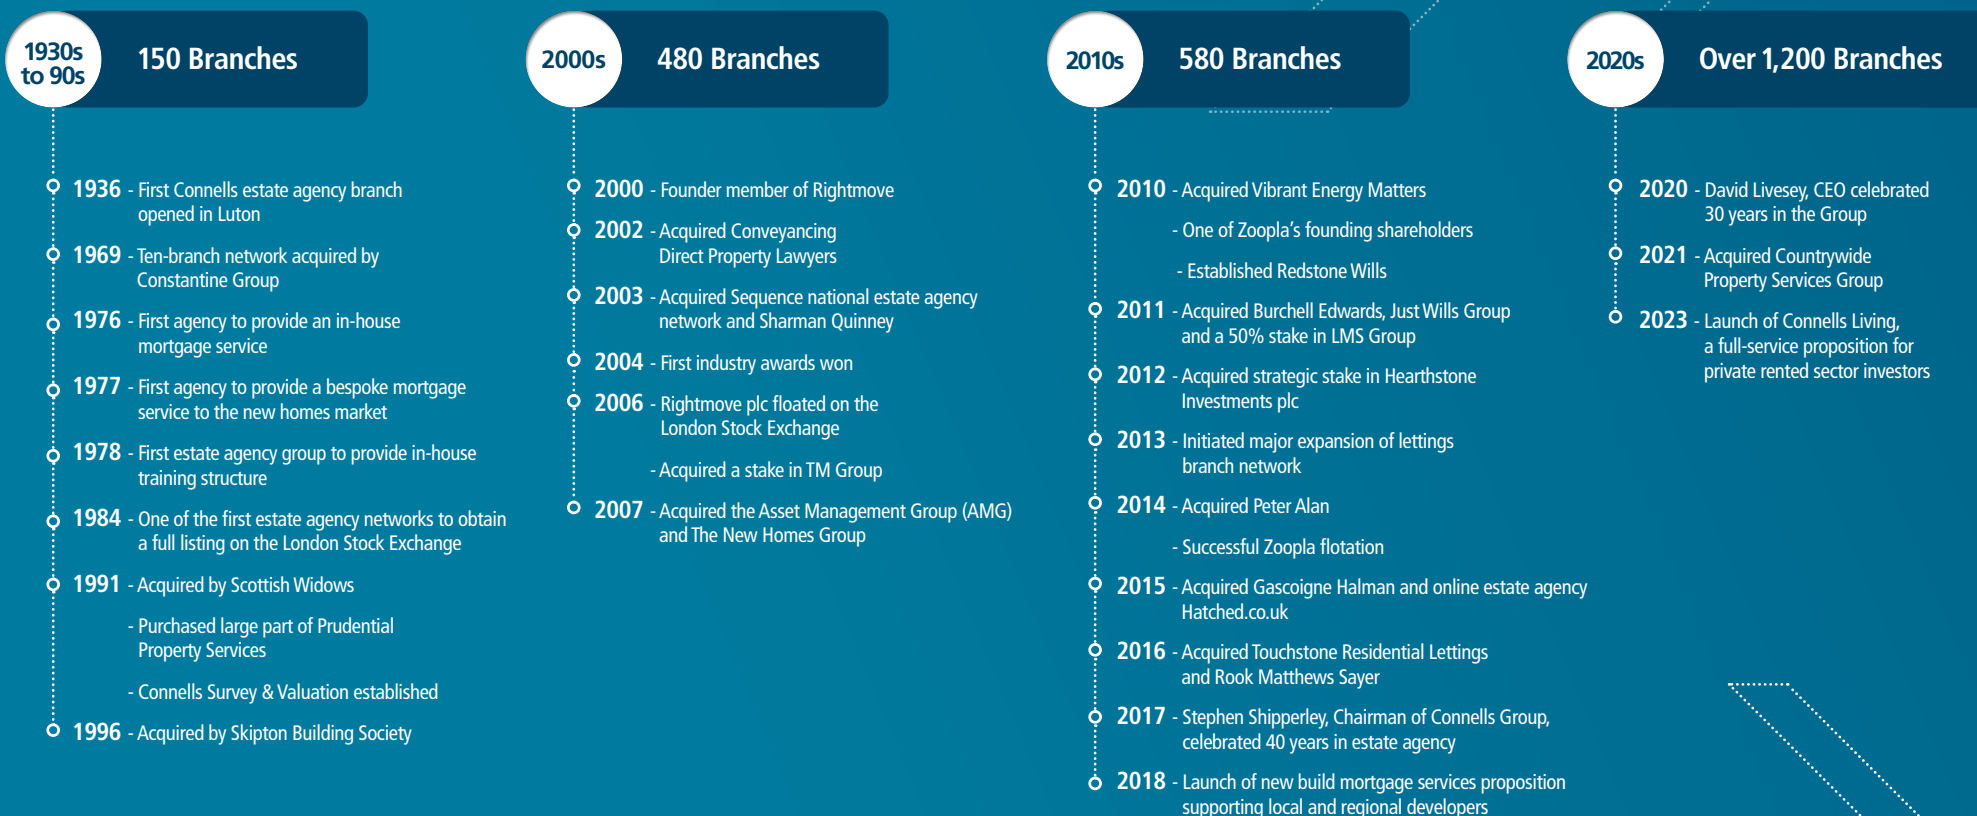 1930s
to 90s
150 Branches
1936 - First Connells estate agency branch
opened in Luton
1969 - Ten-branch network acquired by
Constantine Group
1976 - First agency to provide an in-house
mortgage service
1977 - First agency to provide a bespoke mortgage
service to the new homes market
1978 - First estate agency group to provide in-house
training structure
1984 - One of the first estate agency networks to obtain
a full listing on the London Stock Exchange
1991 - Acquired by Scottish Widows
- Purchased large part of Prudential
Property Services
- Connells Survey & Valuation established
1996 - Acquired by Skipton Building Society
2000s
480 Branches
2000 - Founder member of Rightmove
2002 - Acquired Conveyancing
Direct Property Lawyers
2003 - Acquired Sequence national estate agency
network and Sharman Quinney
2004 - First industry awards won
2006 - Rightmove plc floated on the
London Stock Exchange
- Acquired a stake in TM Group
2007 - Acquired the Asset Management Group (AMG)
and The New Homes Group
2010s
580 Branches
2010 - Acquired Vibrant Energy Matters
- One of Zoopla's founding shareholders
- Established Redstone Wills
2011 - Acquired Burchell Edwards, Just Wills Group
and a 50% stake in LMS Group
2012 - Acquired strategic stake in Hearthstone
Investments plc
2013 - Initiated major expansion of lettings
branch network
2014 - Acquired Peter Alan
- Successful Zoopla flotation
2015 - Acquired Gascoigne Halman and online estate agency
Hatched.co.uk
2016 - Acquired Touchstone Residential Lettings
and Rook Matthews Sayer
2017 - Stephen Shipperley, Chairman of Connells Group,
celebrated 40 years in estate agency
2018 - Launch of new build mortgage services proposition
supporting local and regional developers
2020s
Over 1,200 Branches
2020 - David Livesey, CEO celebrated
30 years in the Group
2021 - Acquired Countrywide
Property Services Group
2023 - Launch of Connells Living,
a full-service proposition for
private rented sector investors